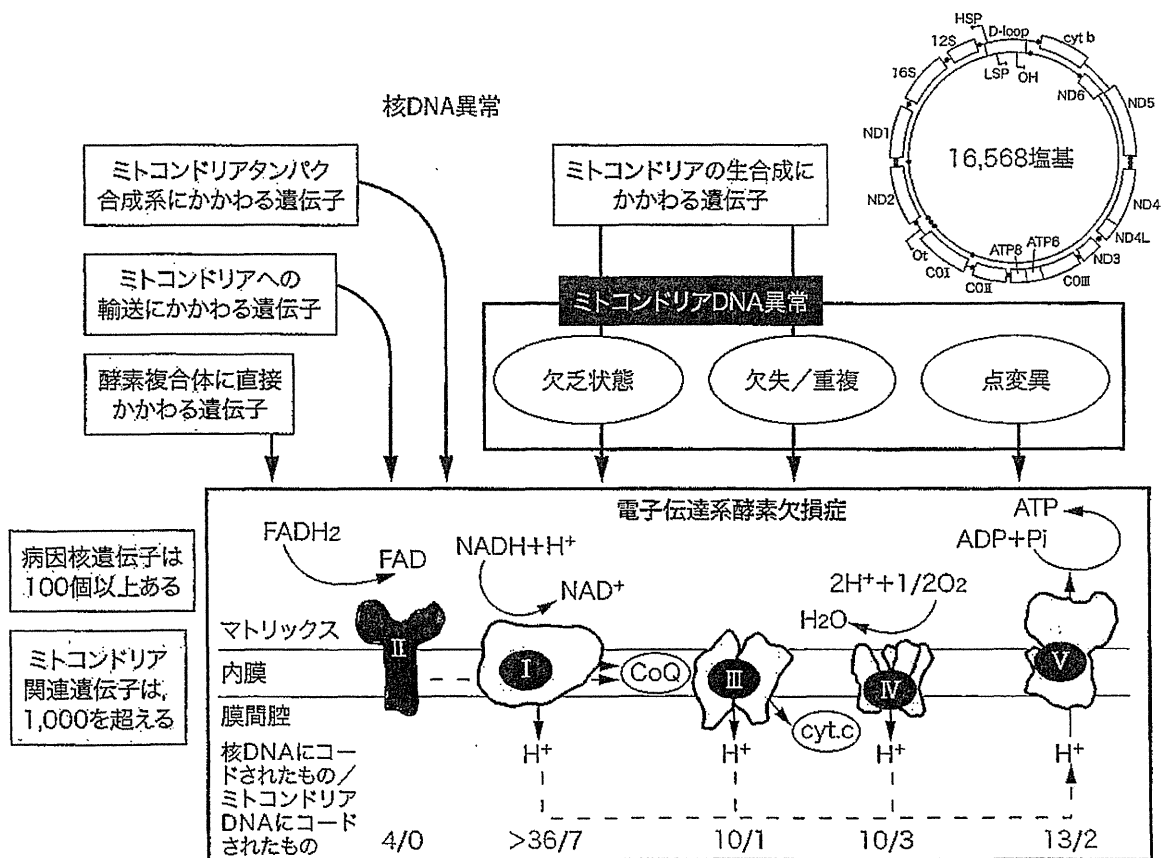 核DNA異常
ミトコンドリアタンパク
合成系にかかわる遺伝子
ミトコンドリアへの
輸送にかかわる遺伝子
酵素複合体に直接
かかわる遺伝子
ミトコンドリアの生合成に
かかわる遺伝子
ミトコンドリアDNA異常
欠乏状態
欠失/重複
点変異
HSP
D-loop
cyt b
12S
LSP
OH
16S
ND6
ND5
ND1
16,568塩基
ND2
ND4
ND4L
ND3
Ot
COI
COII
ATP8
ATP6
COIII
病因核遺伝子は
100個以上ある
ミトコンドリア
関連遺伝子は,
1,000を超える
電子伝達系酵素欠損症
FADH2
FAD
NADH+H+
NAD+
2H++1/2O2
H2O
ATP
ADP+Pi
マトリックス
内膜
膜間腔
II
I
CoQ
III
cyt.c
IV
V
H+
H+
H+
H+
核DNAにコー
ドされたもの/
ミトコンドリア
DNAにコード
されたもの
4/0
>36/7
10/1
10/3
13/2